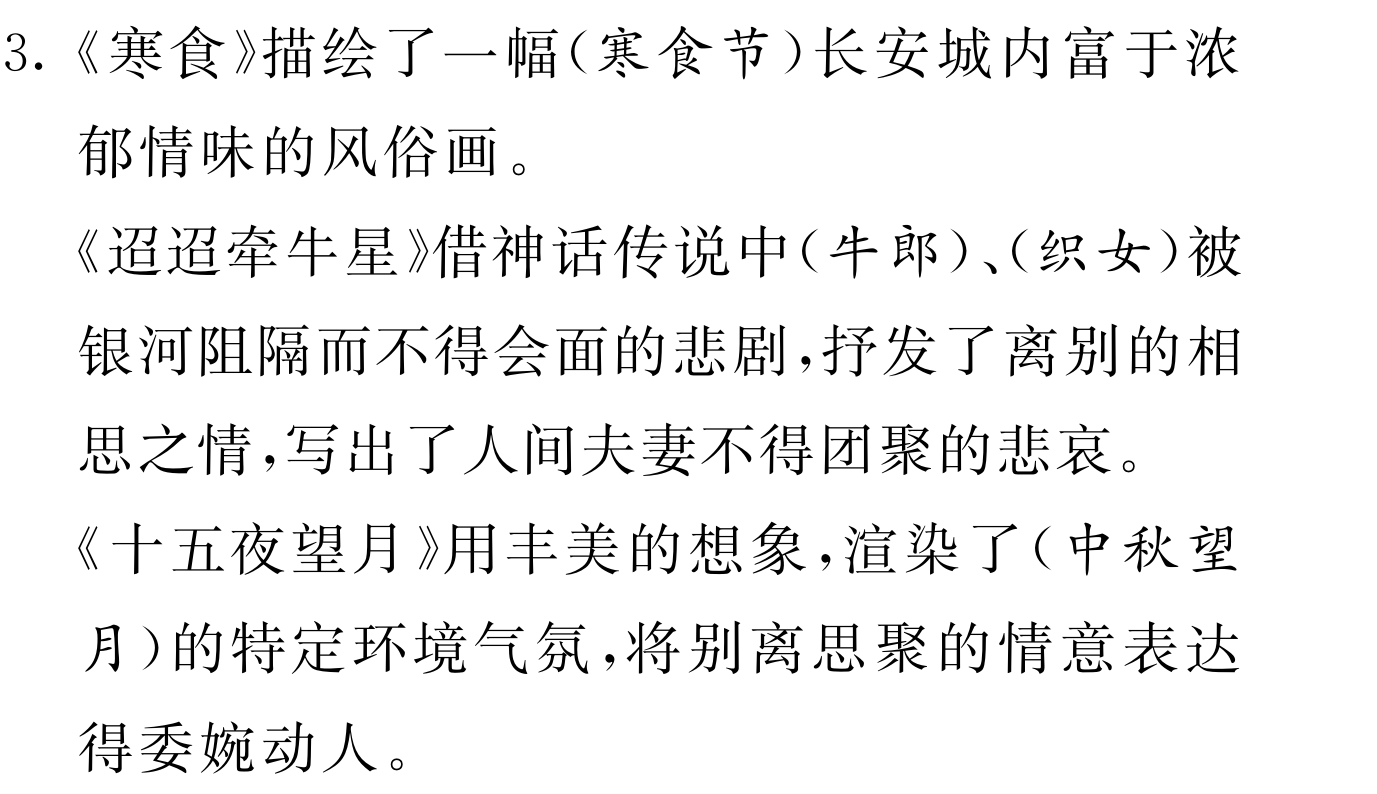 3. 《寒食》描绘了一幅(寒食节)长安城内富于浓
郁情味的风俗画。
《迢迢牵牛星》借神话传说中(牛郎)、(织女)被
银河阻隔而不得会面的悲剧,抒发了离别的相
思之情,写出了人间夫妻不得团聚的悲哀。
《十五夜望月》用丰美的想象,渲染了(中秋望
月)的特定环境气氛,将别离思聚的情意表达
得委婉动人。